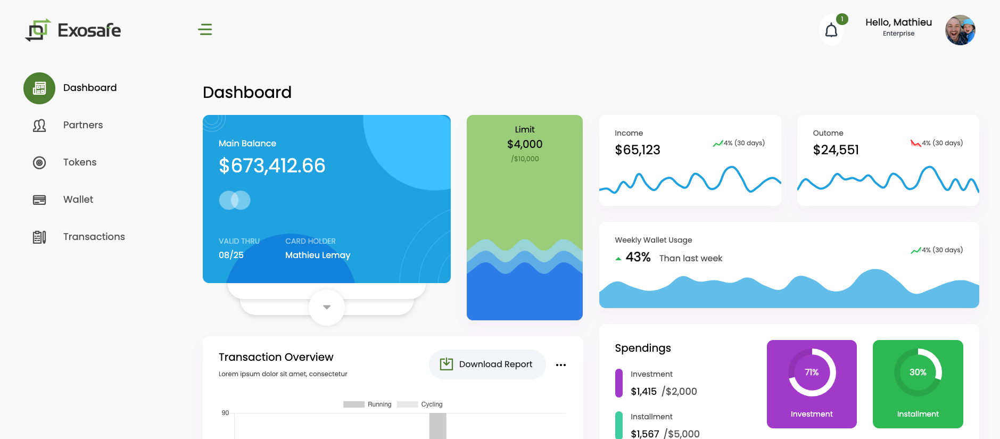 Exosafe
1
Hello, Mathieu
Enterprise
Dashboard
Partners
Tokens
Wallet
Transactions
Dashboard
Main Balance
$673,412.66
VALID THRU
CARD HOLDER
08/25
Mathieu Lemay
Limit
$4,000
/$10,000
Income
$65,123
4% (30 days)
Outome
$24,551
4% (30 days)
Weekly Wallet Usage
43% Than last week
4% (30 days)
Transaction Overview
Lorem ipsum dolor sit amet, consectetur
Download Report
Running
Cycling
90
Spendings
Investment
$1,415 /$2,000
Installment
$1,567 /$5,000
71%
Investment
30%
Installment